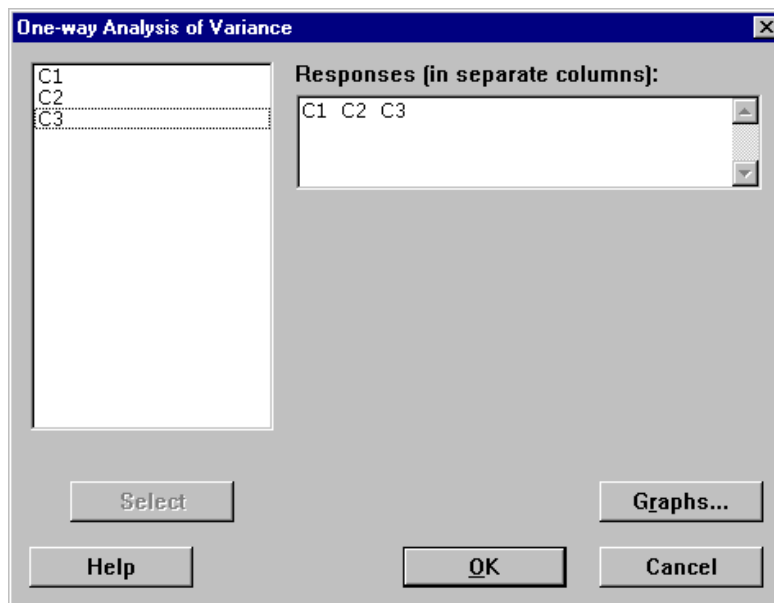 One-way Analysis of Variance
C1
C2
C3
Responses (in separate columns):
C1 C2 C3
Select
Graphs...
Help
OK
Cancel